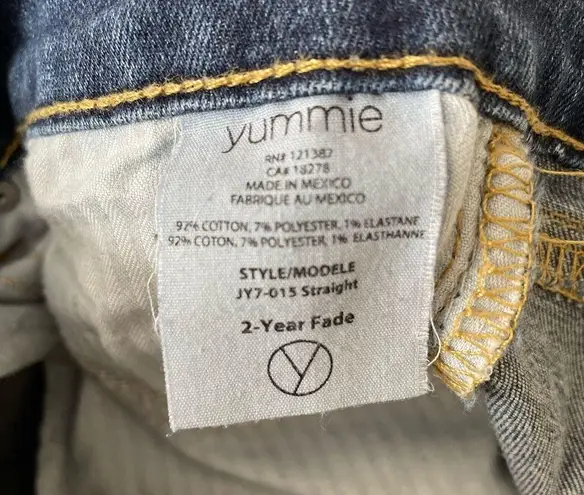 yummie
RN# 121382
CA# 18278
MADE IN MEXICO
FABRIQUE AU MEXICO
92% COTTON, 7% POLYESTER, 1% ELASTANE
92% COTON, 7% POLYESTER, 1% ELASTHANNE
STYLE/MODELE
JY7-015 Straight
2-Year Fade